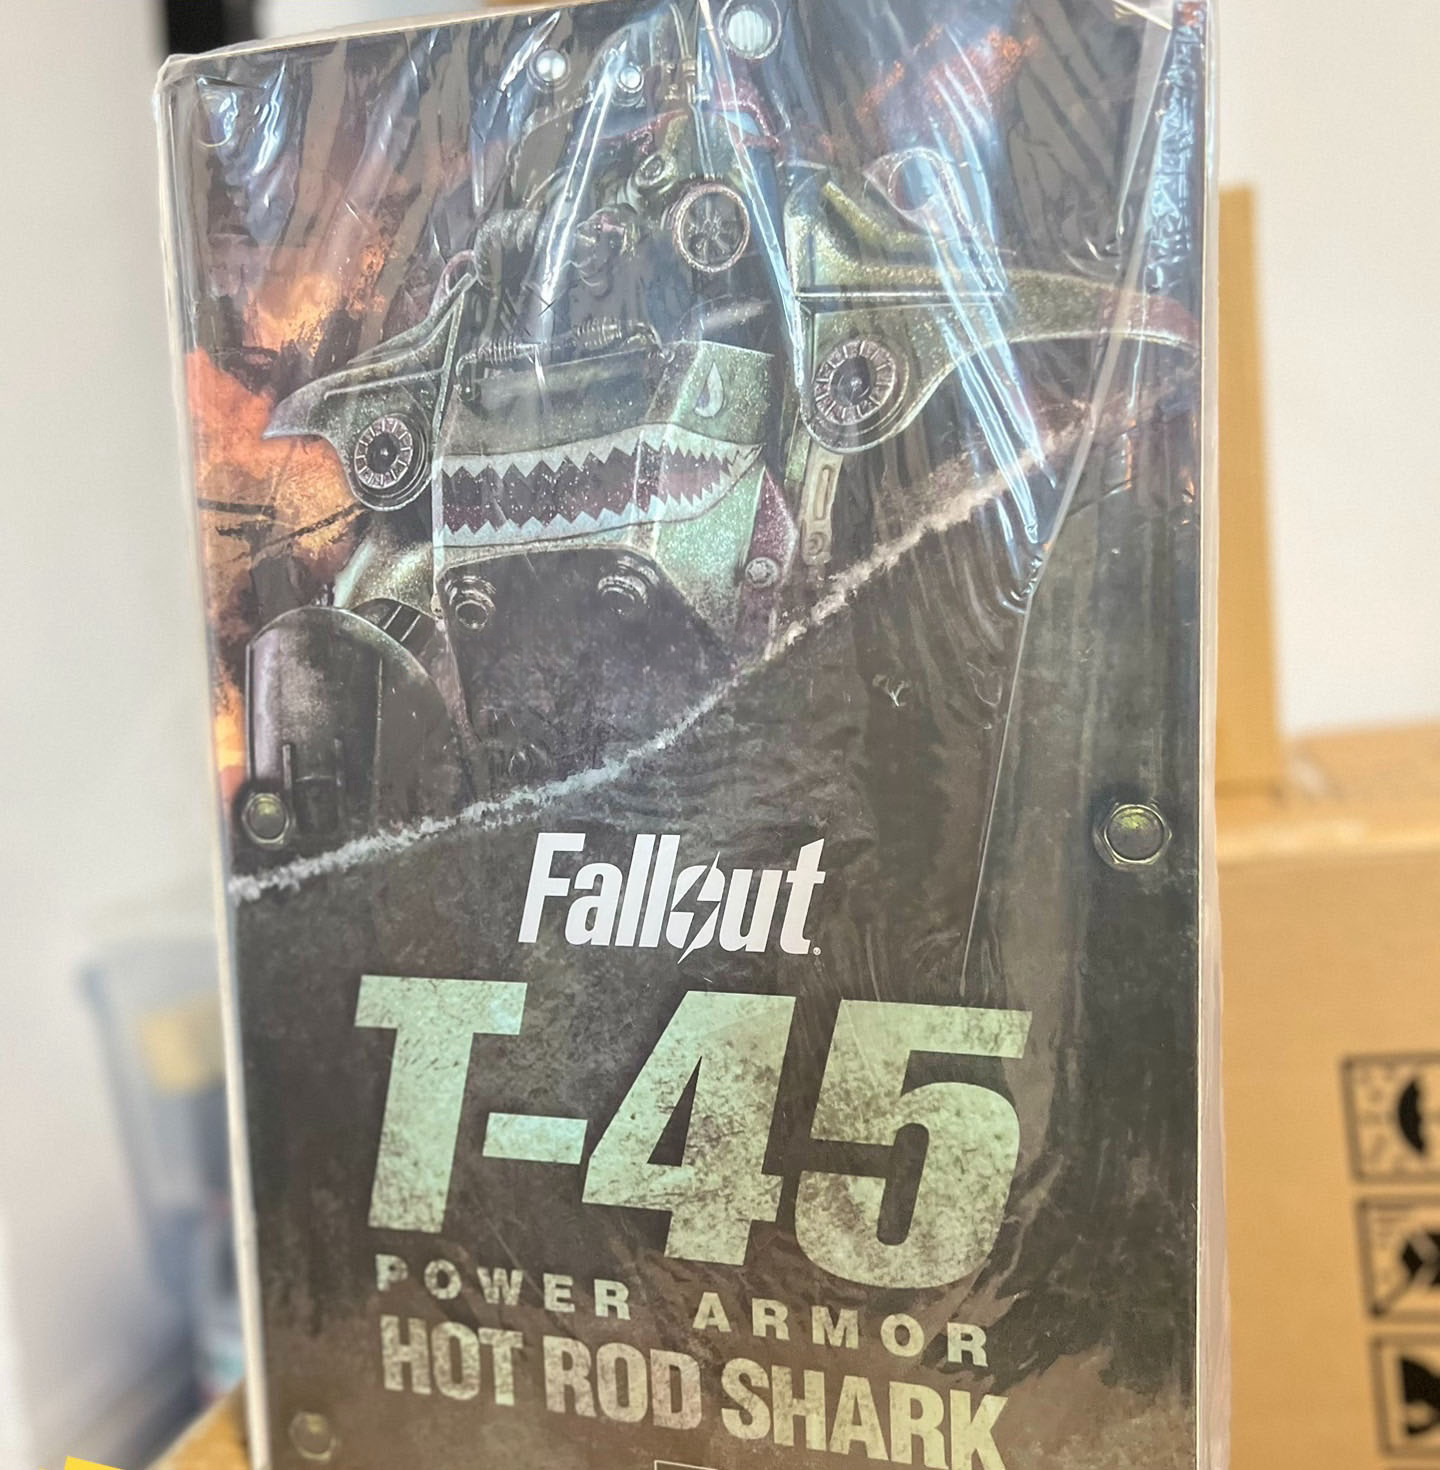 Fallout
T-45
POWER ARMOR
HOT ROD SHARK